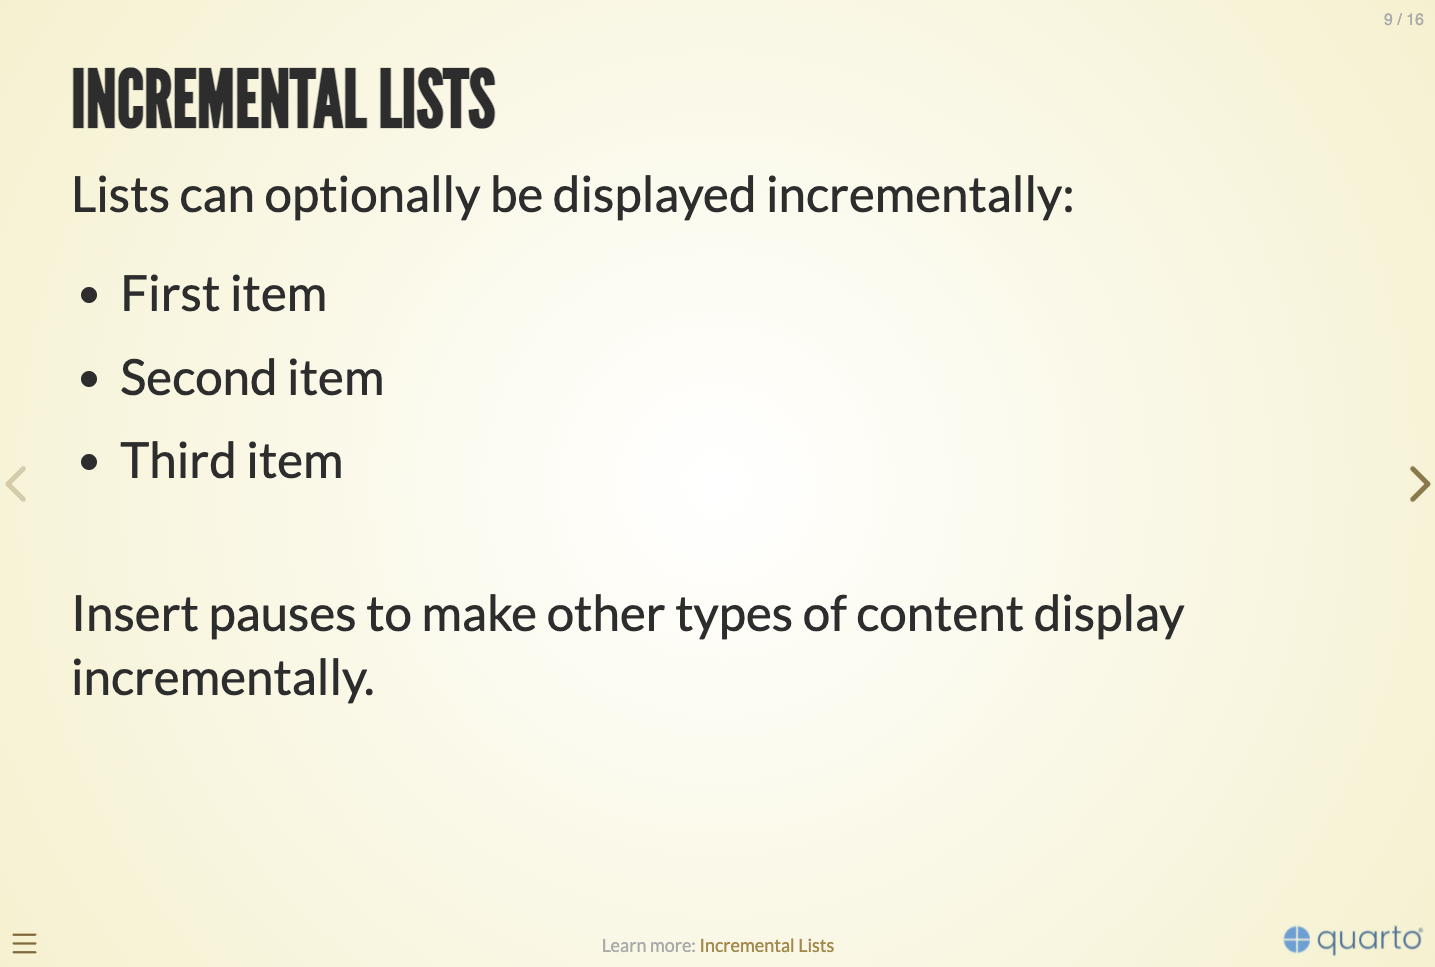 9 / 16
INCREMENTAL LISTS
Lists can optionally be displayed incrementally:
• First item
• Second item
• Third item
Insert pauses to make other types of content display
incrementally.
Learn more: Incremental Lists
quarto®